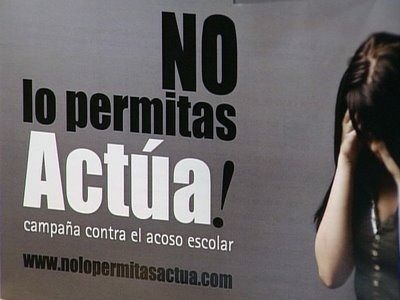 NO
lo permitas
Actúa!
campaña contra el acoso escolar
www.nolopermitasactua.com